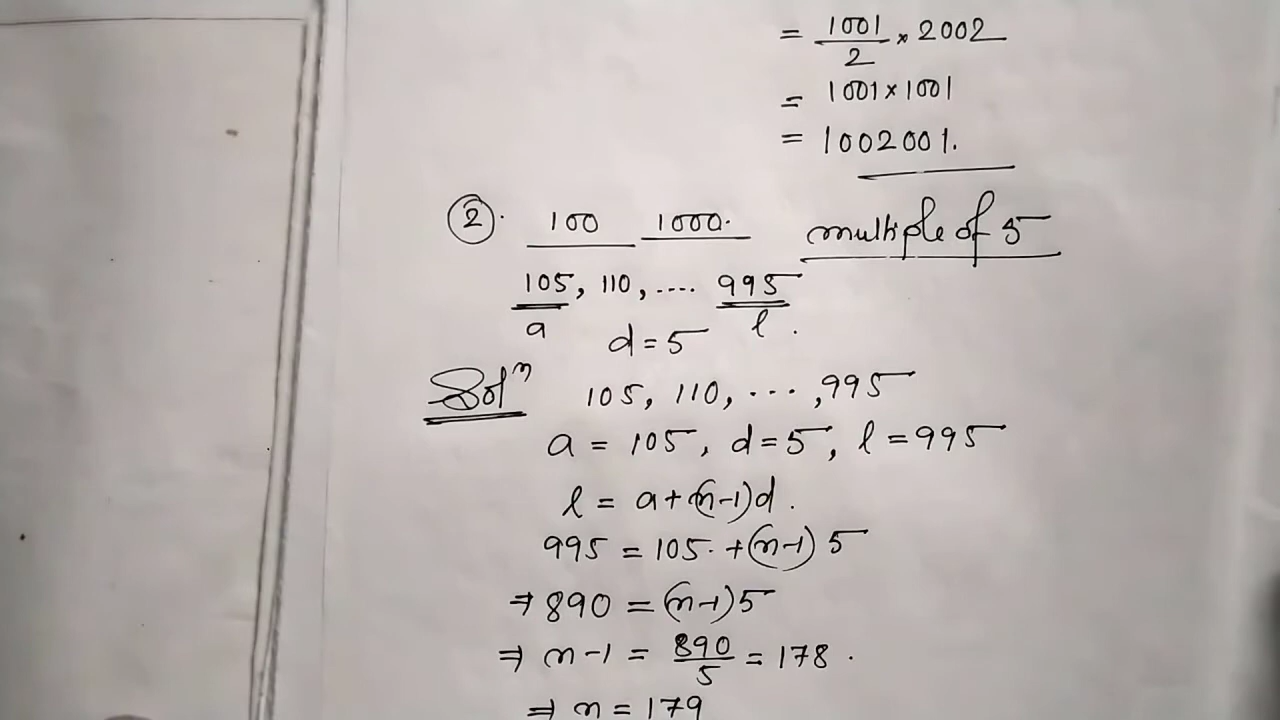 = 1001/2 × 2002
= 1001 × 1001
= 1002001.
(2). 100 1000. multiple of 5
105, 110, .... 995
a l.
d = 5
Solⁿ 105, 110, ... , 995
a = 105, d = 5, l = 995
l = a + (n-1)d.
995 = 105. + (n-1) 5
⇒ 890 = (n-1) 5
⇒ n - 1 = 890/5 = 178.
⇒ n = 179